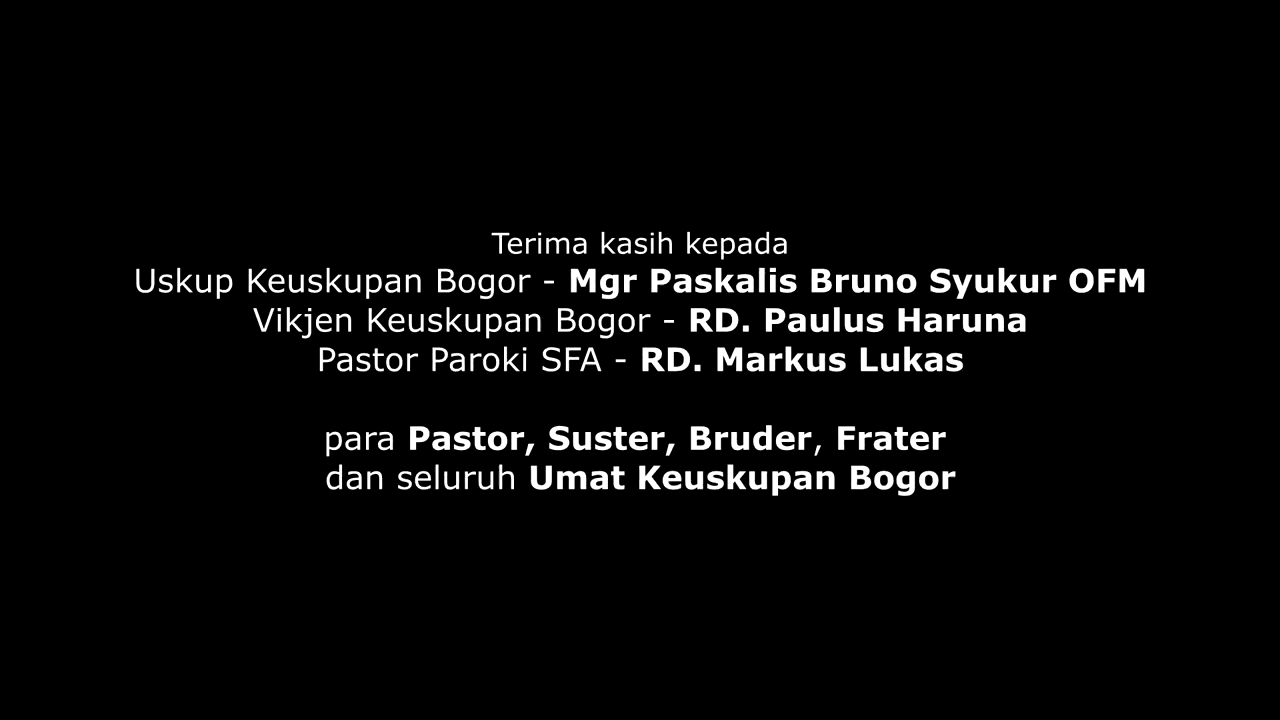 Terima kasih kepada
Uskup Keuskupan Bogor - Mgr Paskalis Bruno Syukur OFM
Vikjen Keuskupan Bogor - RD. Paulus Haruna
Pastor Paroki SFA - RD. Markus Lukas
para Pastor, Suster, Bruder, Frater
dan seluruh Umat Keuskupan Bogor